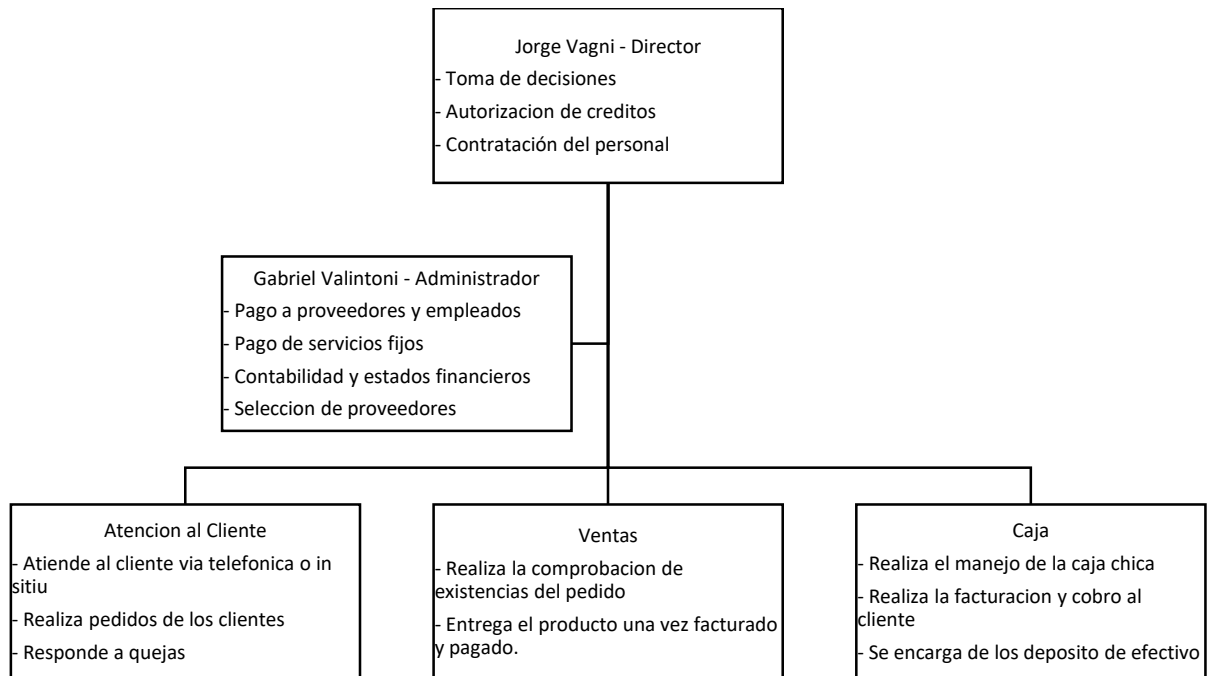 Jorge Vagni - Director
- Toma de decisiones
- Autorizacion de creditos
- Contratación del personal
Gabriel Valintoni - Administrador
- Pago a proveedores y empleados
- Pago de servicios fijos
- Contabilidad y estados financieros
- Seleccion de proveedores
Atencion al Cliente
- Atiende al cliente via telefonica o in
sitiu
- Realiza pedidos de los clientes
- Responde a quejas
Ventas
- Realiza la comprobacion de
existencias del pedido
- Entrega el producto una vez facturado
y pagado.
Caja
- Realiza el manejo de la caja chica
- Realiza la facturacion y cobro al
cliente
- Se encarga de los deposito de efectivo